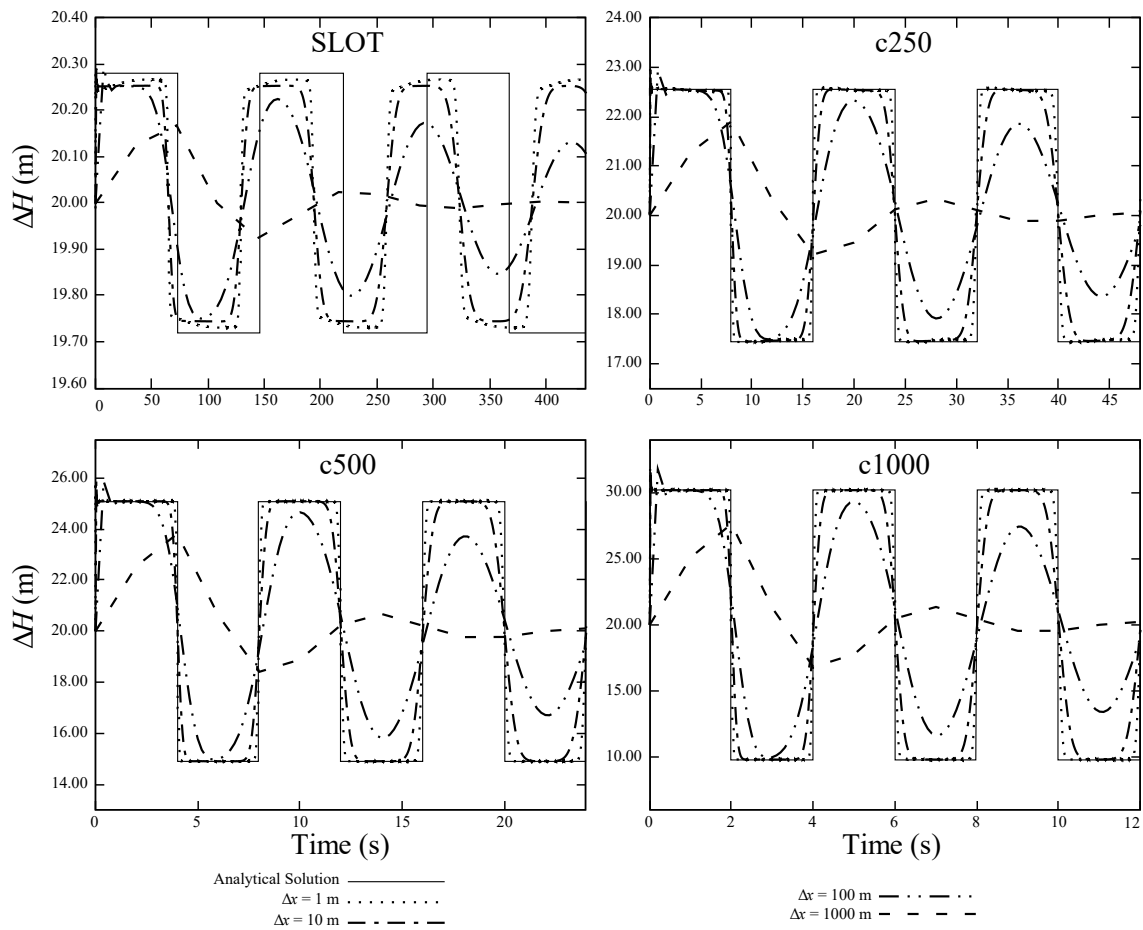 SLOT
20.40
20.30
20.20
20.10
20.00
19.90
19.80
19.70
19.60
ΔH (m)
0 50 100 150 200 250 300 350 400
c250
24.00
23.00
22.00
21.00
20.00
19.00
18.00
17.00
0 5 10 15 20 25 30 35 40 45
c500
26.00
24.00
22.00
20.00
18.00
16.00
14.00
ΔH (m)
0 5 10 15 20
Time (s)
c1000
30.00
25.00
20.00
15.00
10.00
0 2 4 6 8 10 12
Time (s)
Analytical Solution
Δx = 1 m
Δx = 10 m
Δx = 100 m
Δx = 1000 m